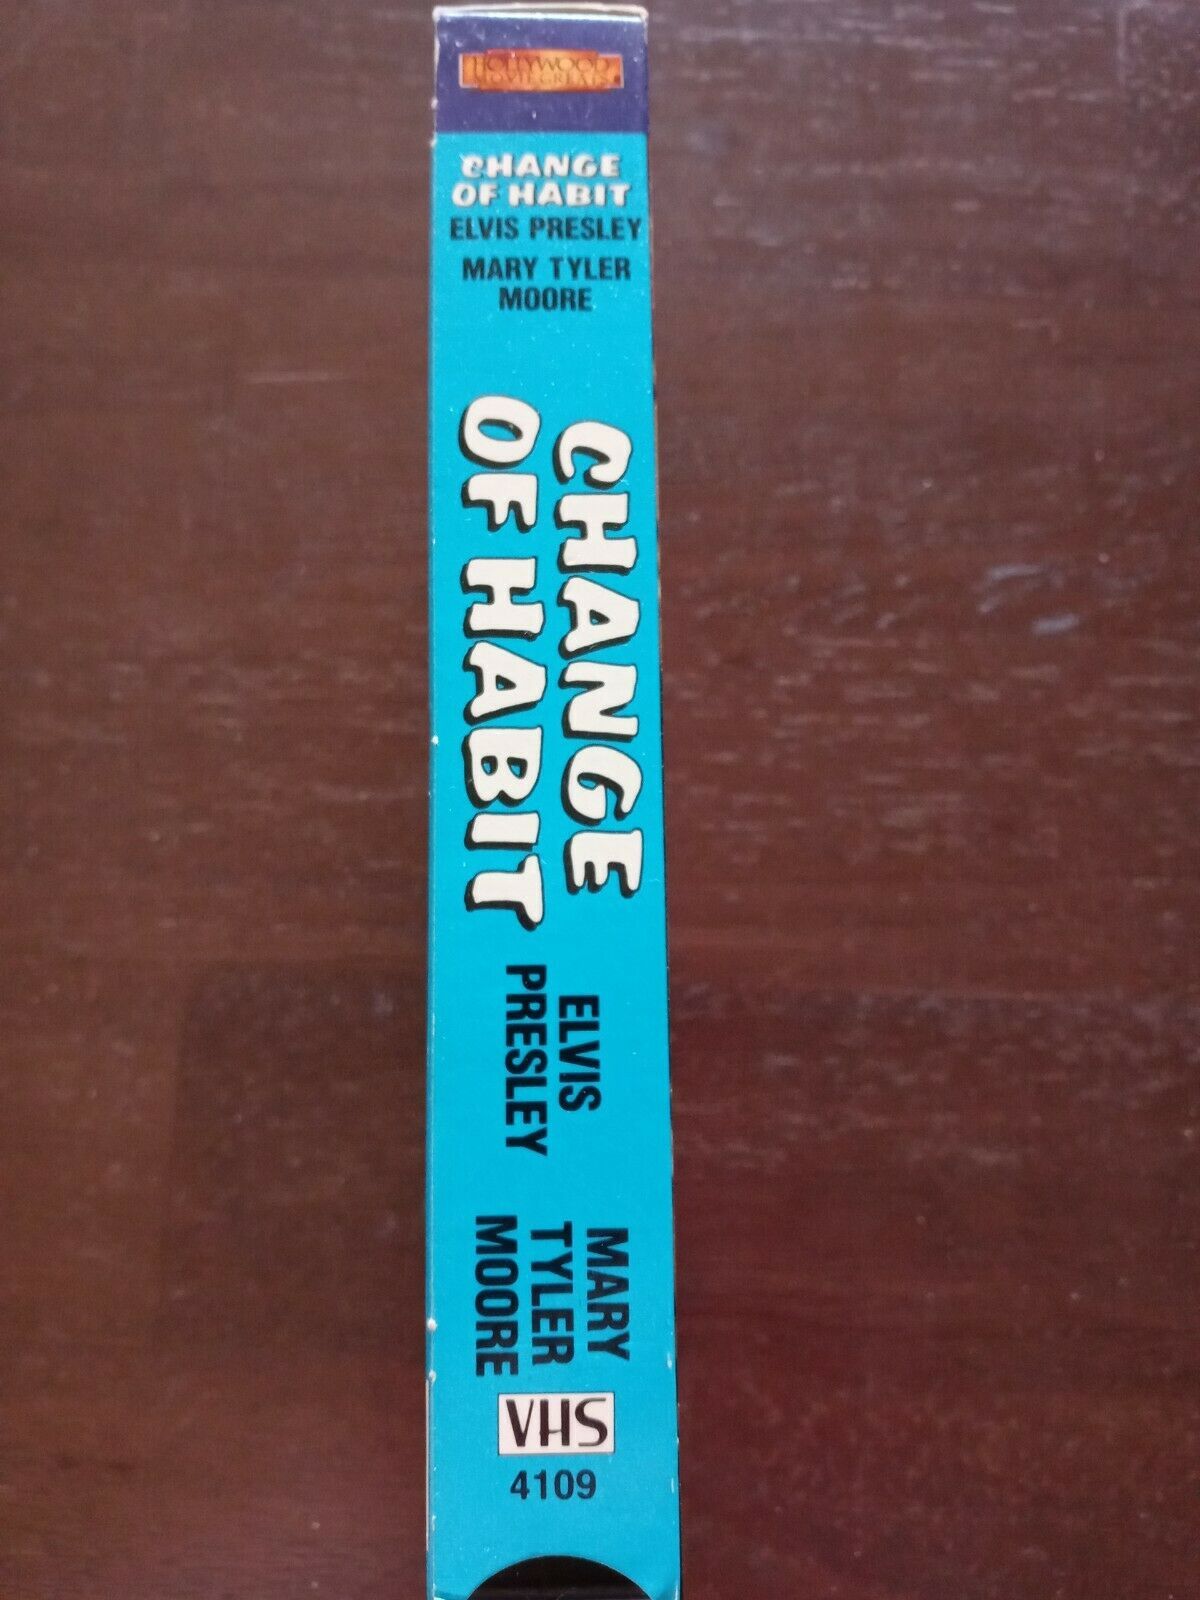 HOLLYWOOD
MOVIE GREATS
CHANGE
OF HABIT
ELVIS PRESLEY
MARY TYLER
MOORE
CHANGE
OF HABIT
ELVIS
PRESLEY
MARY
TYLER
MOORE
VHS
4109